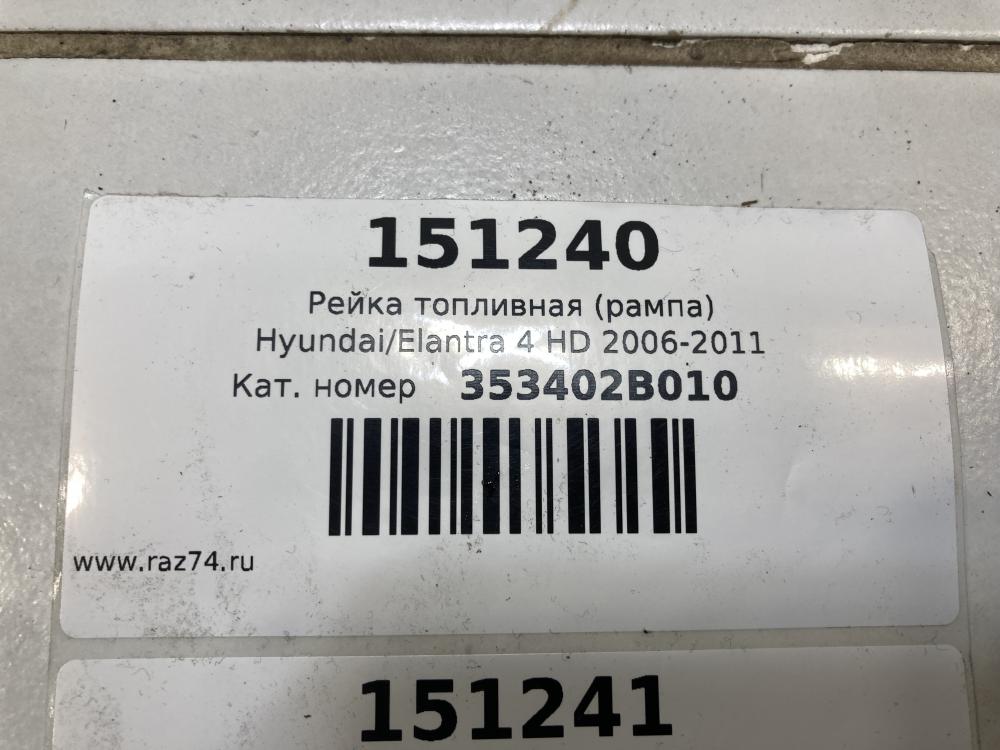 151240
Рейка топливная (рампа)
Hyundai/Elantra 4 HD 2006-2011
Кат. номер 353402B010
www.raz74.ru
151241